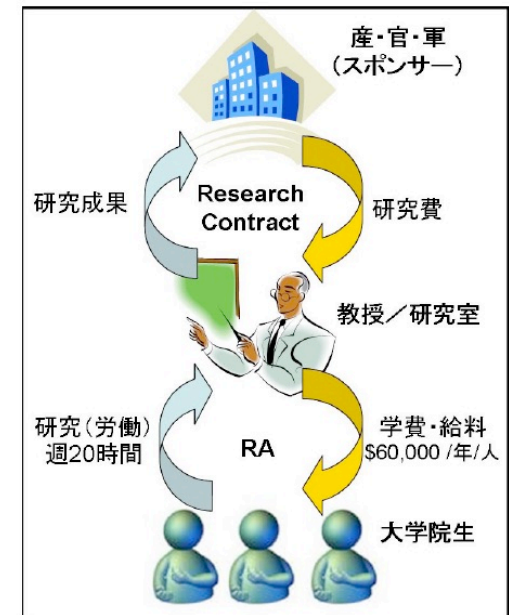 産・官・軍
(スポンサー)
研究成果
Research
Contract
研究費
教授／研究室
研究(労働)
週20時間
RA
学費・給料
$60,000 /年/人
大学院生